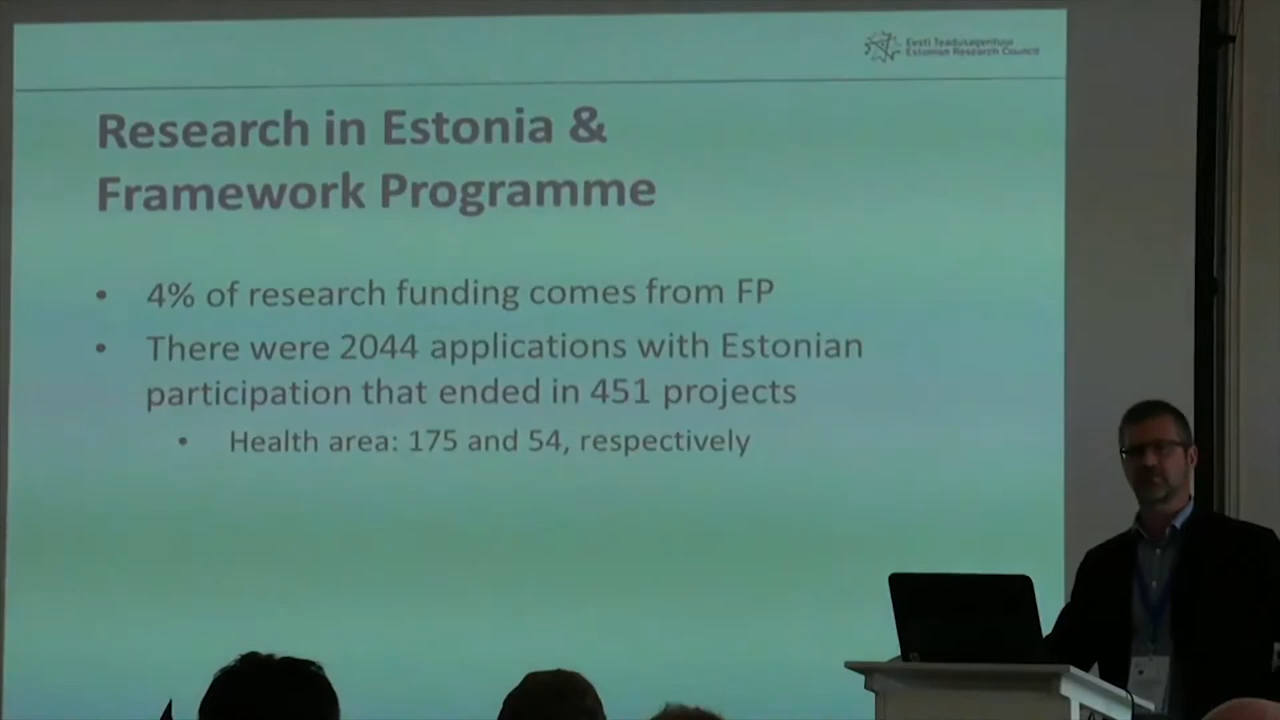 Eesti Teadusagentuur
Estonian Research Council
Research in Estonia &
Framework Programme
• 4% of research funding comes from FP
• There were 2044 applications with Estonian
participation that ended in 451 projects
• Health area: 175 and 54, respectively